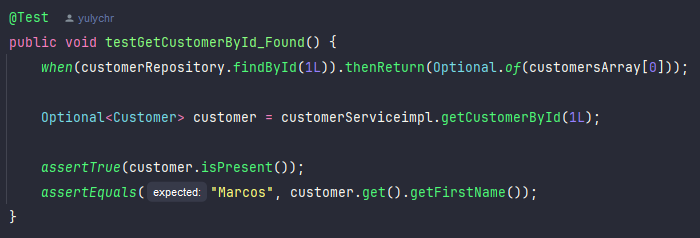 @Test yulychr
public void testGetCustomerById_Found() {
when(customerRepository.findById(1L)).thenReturn(Optional.of(customersArray[0]));
Optional<Customer> customer = customerServiceimpl.getCustomerById(1L);
assertTrue(customer.isPresent());
assertEquals( expected: "Marcos", customer.get().getFirstName());
}